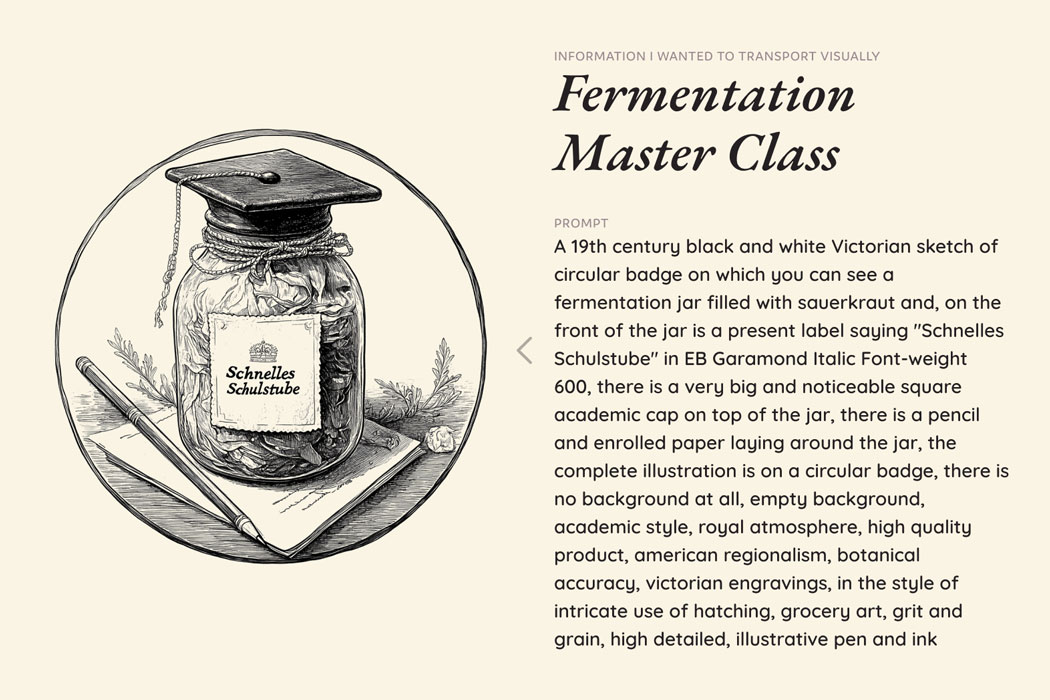 Schnelles
Schulstube
INFORMATION I WANTED TO TRANSPORT VISUALLY
Fermentation
Master Class
PROMPT
A 19th century black and white Victorian sketch of
circular badge on which you can see a
fermentation jar filled with sauerkraut and, on the
front of the jar is a present label saying "Schnelles
Schulstube" in EB Garamond Italic Font-weight
600, there is a very big and noticeable square
academic cap on top of the jar, there is a pencil
and enrolled paper laying around the jar, the
complete illustration is on a circular badge, there is
no background at all, empty background,
academic style, royal atmosphere, high quality
product, american regionalism, botanical
accuracy, victorian engravings, in the style of
intricate use of hatching, grocery art, grit and
grain, high detailed, illustrative pen and ink